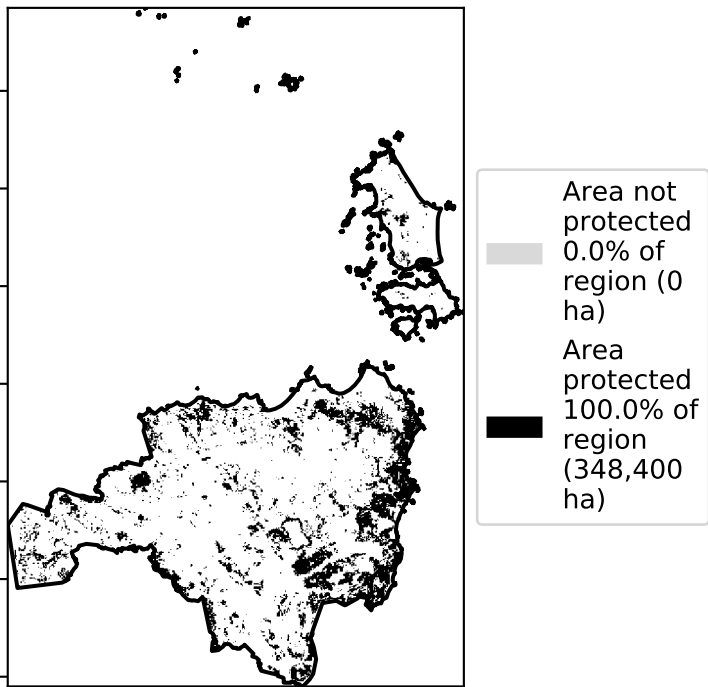 Area not
protected
0.0% of
region (0
ha)
Area
protected
100.0% of
region
(348,400
ha)